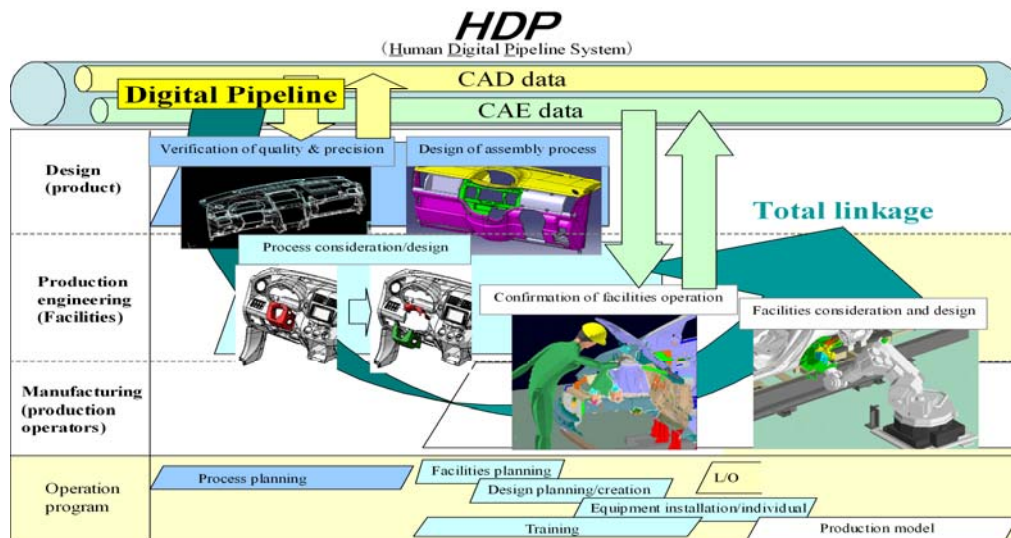 HDP
(Human Digital Pipeline System)
CAD data
Digital Pipeline
CAE data
Verification of quality & precision
Design of assembly process
Design
(product)
Total linkage
Process consideration/design
Production
engineering
(Facilities)
Confirmation of facilities operation
Facilities consideration and design
Manufacturing
(production
operators)
Operation
program
Process planning
Facilities planning
L/O
Design planning/creation
Equipment installation/individual
Training
Production model